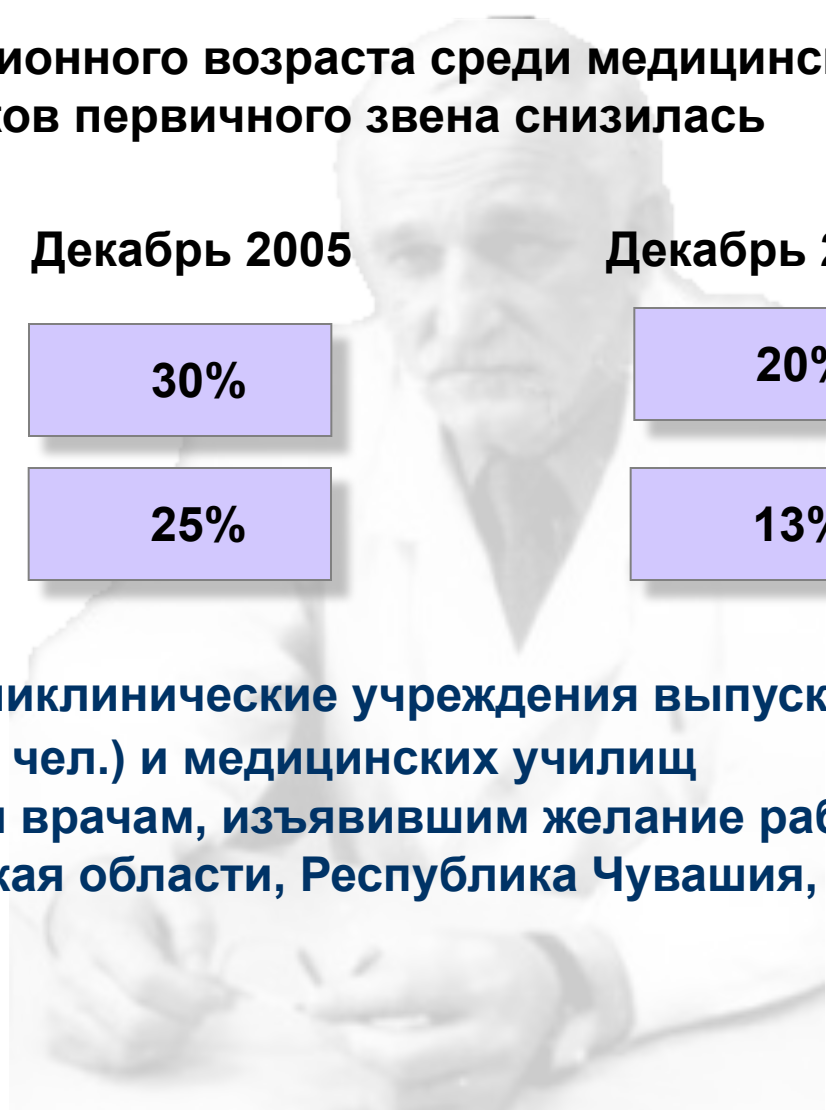 ионного возраста среди медицинс
ков первичного звена снизилась
Декабрь 2005 Декабрь 2
30% 20%
25% 13%
иклинические учреждения выпуск
чел.) и медицинских училищ
врачам, изъявившим желание раб
кая области, Республика Чувашия,